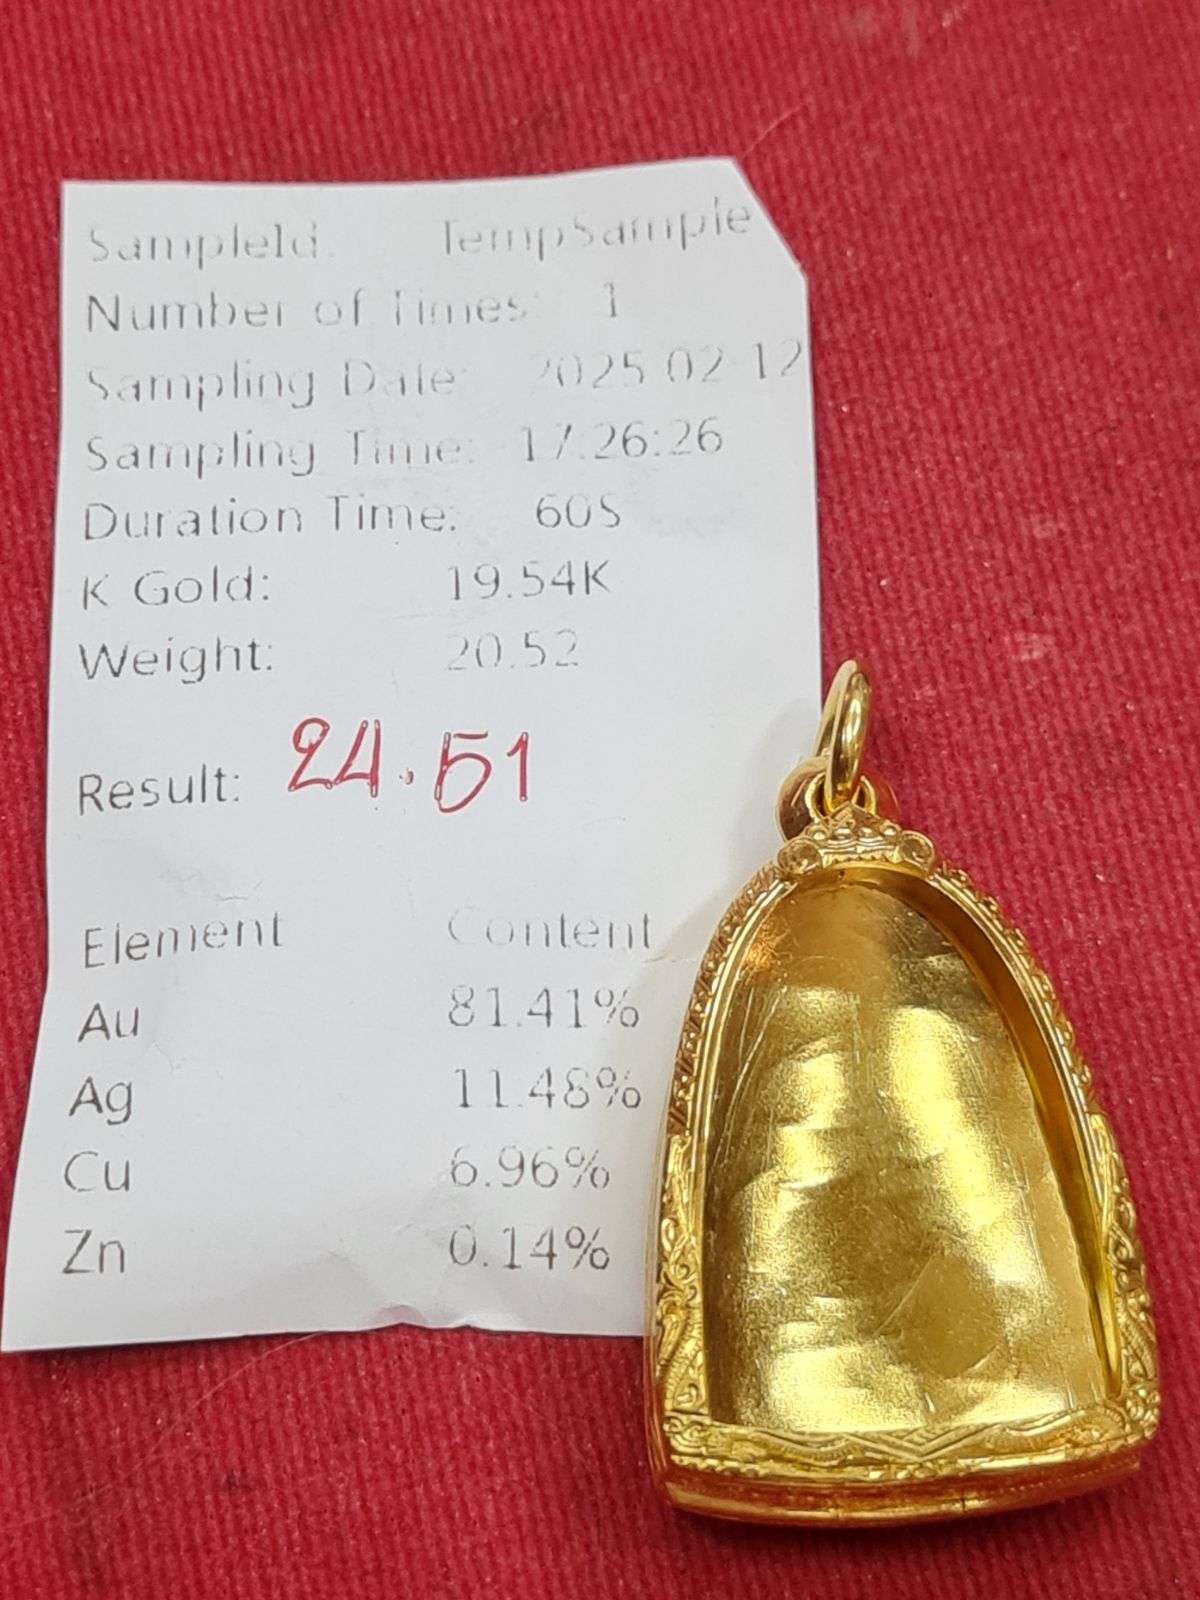 SampleId: TempSample
Number of Times: 1
Sampling Date: 2025-02-12
Sampling Time: 17:26:26
Duration Time: 60S
K Gold: 19.54K
Weight: 20.52
Result: 24.51
Element Content
Au 81.41%
Ag 11.48%
Cu 6.96%
Zn 0.14%